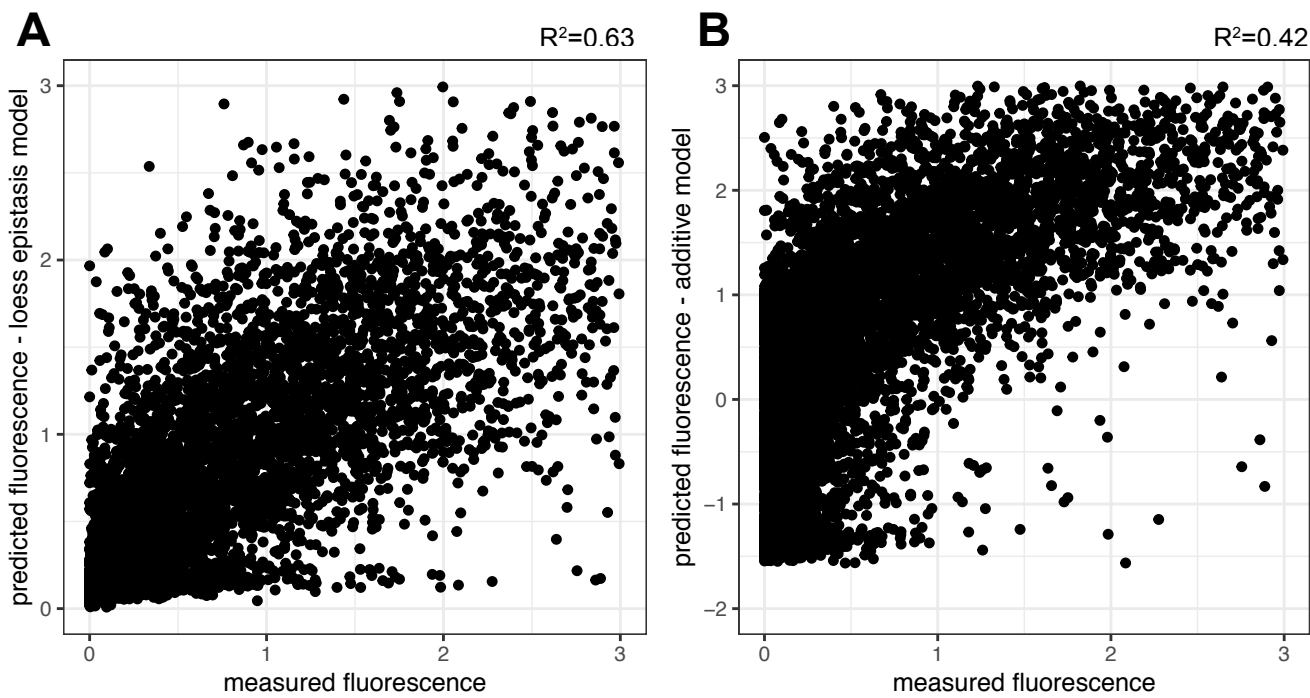 A
R²=0.63
predicted fluorescence - loess epistasis model
3
2
1
0
0 1 2 3
measured fluorescence
B
R²=0.42
predicted fluorescence - additive model
3
2
1
0
−1
−2
0 1 2 3
measured fluorescence